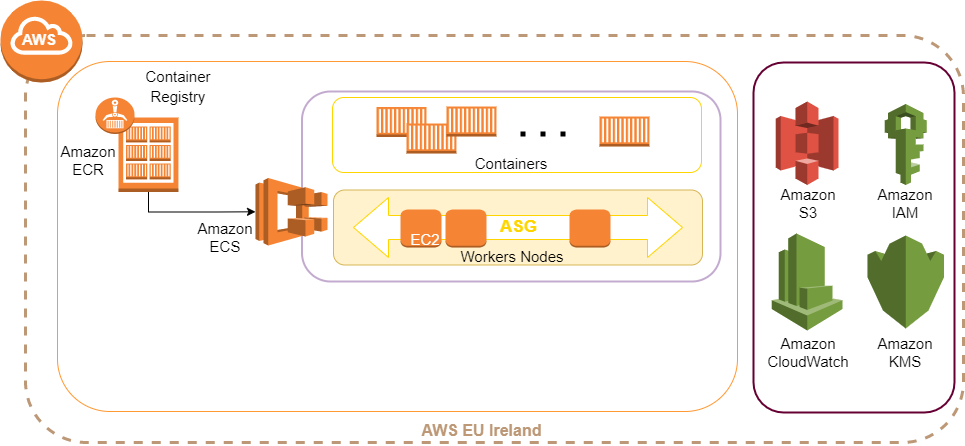 AWS
Container
Registry
Amazon
ECR
Amazon
ECS
Containers
ASG
EC2
Workers Nodes
Amazon
S3
Amazon
IAM
Amazon
CloudWatch
Amazon
KMS
AWS EU Ireland